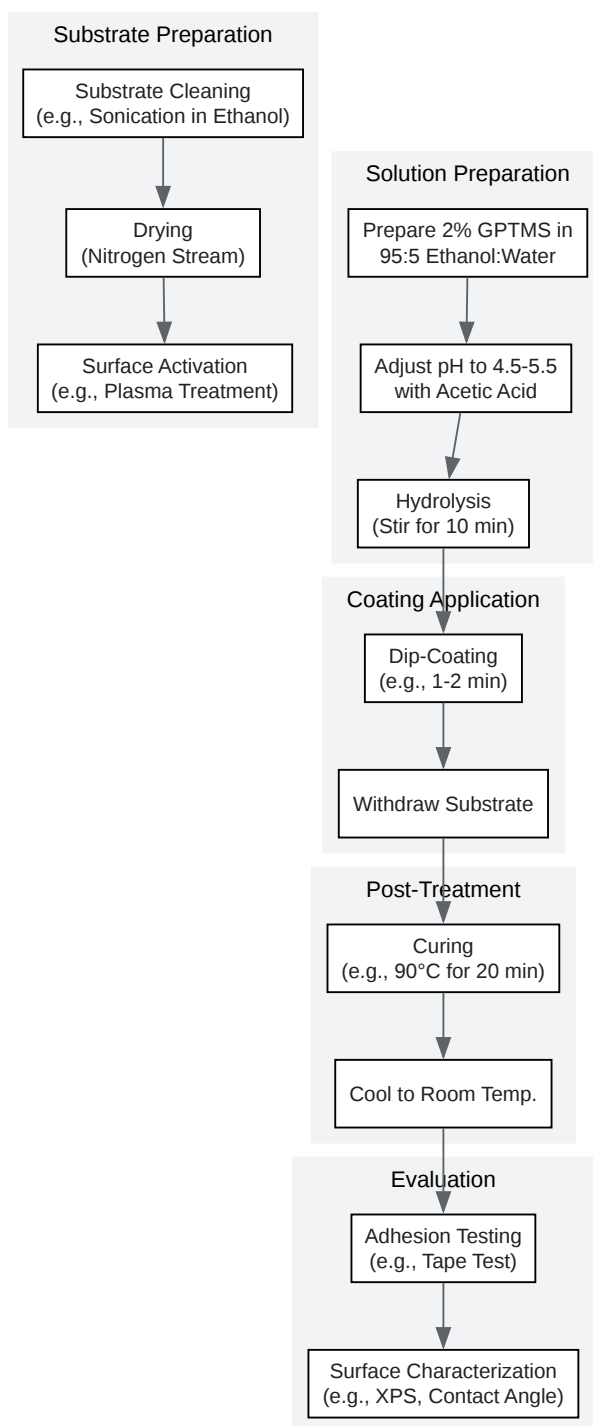 Substrate Preparation
Substrate Cleaning
(e.g., Sonication in Ethanol)
Drying
(Nitrogen Stream)
Surface Activation
(e.g., Plasma Treatment)
Solution Preparation
Prepare 2% GPTMS in
95:5 Ethanol:Water
Adjust pH to 4.5-5.5
with Acetic Acid
Hydrolysis
(Stir for 10 min)
Coating Application
Dip-Coating
(e.g., 1-2 min)
Withdraw Substrate
Post-Treatment
Curing
(e.g., 90°C for 20 min)
Cool to Room Temp.
Evaluation
Adhesion Testing
(e.g., Tape Test)
Surface Characterization
(e.g., XPS, Contact Angle)